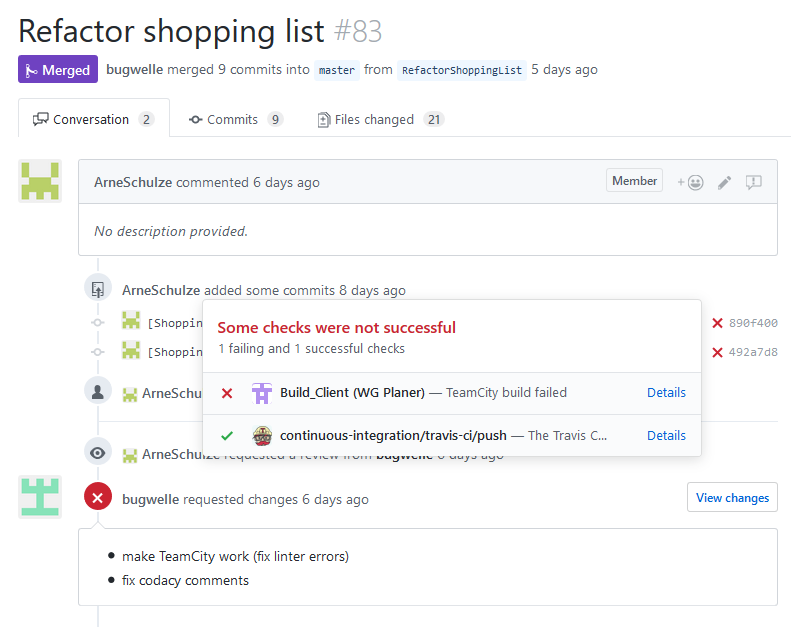 Refactor shopping list #83
Merged bugwelle merged 9 commits into master from RefactorShoppingList 5 days ago
Conversation 2 Commits 9 Files changed 21
ArneSchulze commented 6 days ago Member +
No description provided.
ArneSchulze added some commits 8 days ago
[Shoppin 890f400
Some checks were not successful
[Shoppin 492a7d8
1 failing and 1 successful checks
ArneSchu
Build_Client (WG Planer) — TeamCity build failed Details
continuous-integration/travis-ci/push — The Travis C... Details
ArneSchulze requested a review from bugwelle 6 days ago
bugwelle requested changes 6 days ago View changes
• make TeamCity work (fix linter errors)
• fix codacy comments